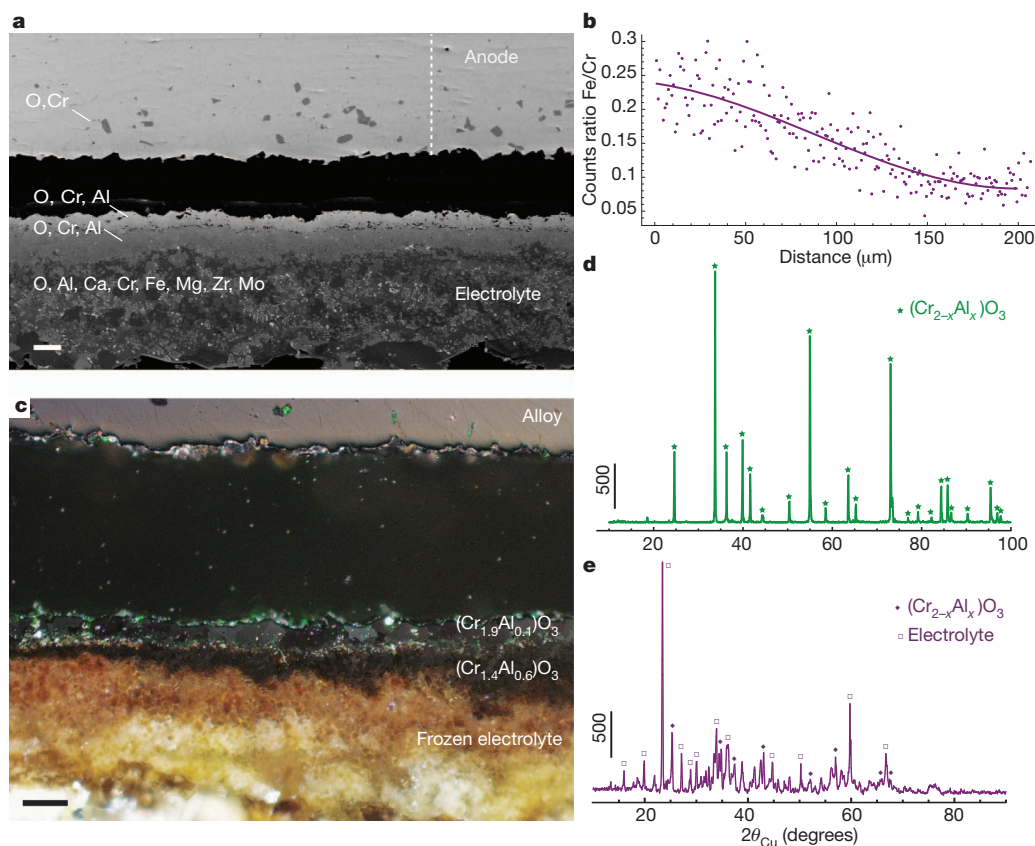 a
Anode
O,Cr
O, Cr, Al
O, Cr, Al
O, Al, Ca, Cr, Fe, Mg, Zr, Mo
Electrolyte
b
Counts ratio Fe/Cr
0.3
0.25
0.2
0.15
0.1
0.05
0 50 100 150 200
Distance (μm)
c
Alloy
(Cr₁.₉Al₀.₁)O₃
(Cr₁.₄Al₀.₆)O₃
Frozen electrolyte
d
★ (Cr₂₋ₓAlₓ)O₃
500
20 40 60 80 100
e
(Cr₂₋ₓAlₓ)O₃
Electrolyte
500
20 40 60 80
2θCu (degrees)